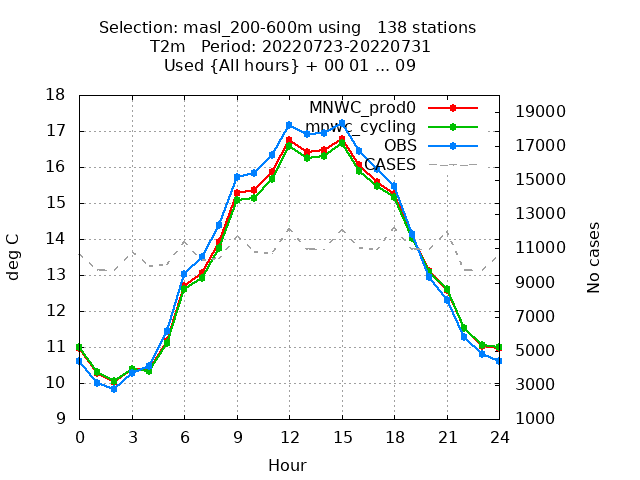 Selection: masl_200-600m using   138 stations
T2m   Period: 20220723-20220731
Used {All hours} + 00 01 ... 09
MNWC_prod0
mnwc_cycling
OBS
CASES
deg C
18
17
16
15
14
13
12
11
10
9
19000
17000
15000
13000
11000
9000
7000
5000
3000
1000
No cases
0 3 6 9 12 15 18 21 24
Hour